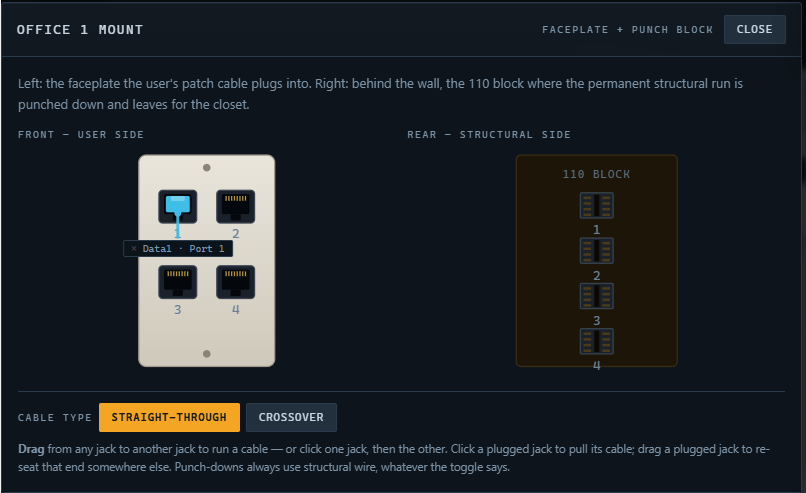 OFFICE 1 MOUNT
FACEPLATE + PUNCH BLOCK
CLOSE
Left: the faceplate the user's patch cable plugs into. Right: behind the wall, the 110 block where the permanent structural run is
punched down and leaves for the closet.
FRONT — USER SIDE
REAR — STRUCTURAL SIDE
1
2
× Data1 · Port 1
3
4
110 BLOCK
1
2
3
4
CABLE TYPE
STRAIGHT-THROUGH
CROSSOVER
Drag from any jack to another jack to run a cable — or click one jack, then the other. Click a plugged jack to pull its cable; drag a plugged jack to re-
seat that end somewhere else. Punch-downs always use structural wire, whatever the toggle says.